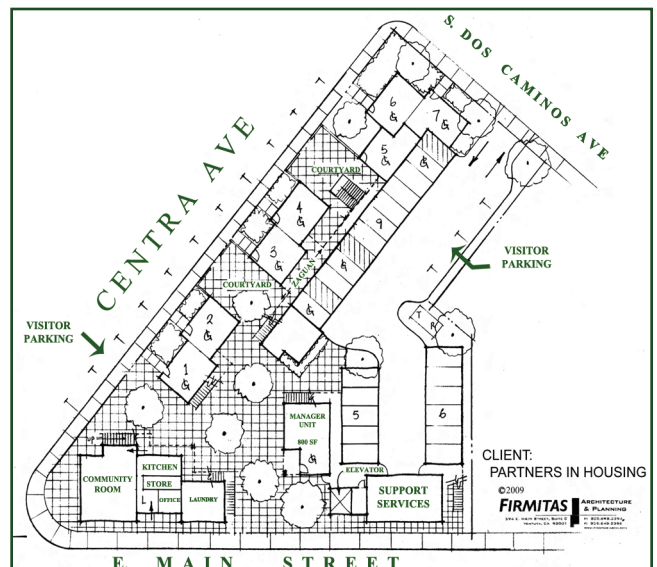 S. DOS CAMINOS AVE
CENTRA AVE
6
7
5
COURTYARD
4
9
3
ZAGUAN
VISITOR
PARKING
COURTYARD
VISITOR
PARKING
2
1
T
R
MANAGER
UNIT
800 SF
5
6
UP
COMMUNITY
ROOM
KITCHEN
STORE
OFFICE
LAUNDRY
ELEVATOR
SUPPORT
SERVICES
CLIENT:
PARTNERS IN HOUSING
©2009
FIRMITAS
ARCHITECTURE
& PLANNING
E. MAIN STREET